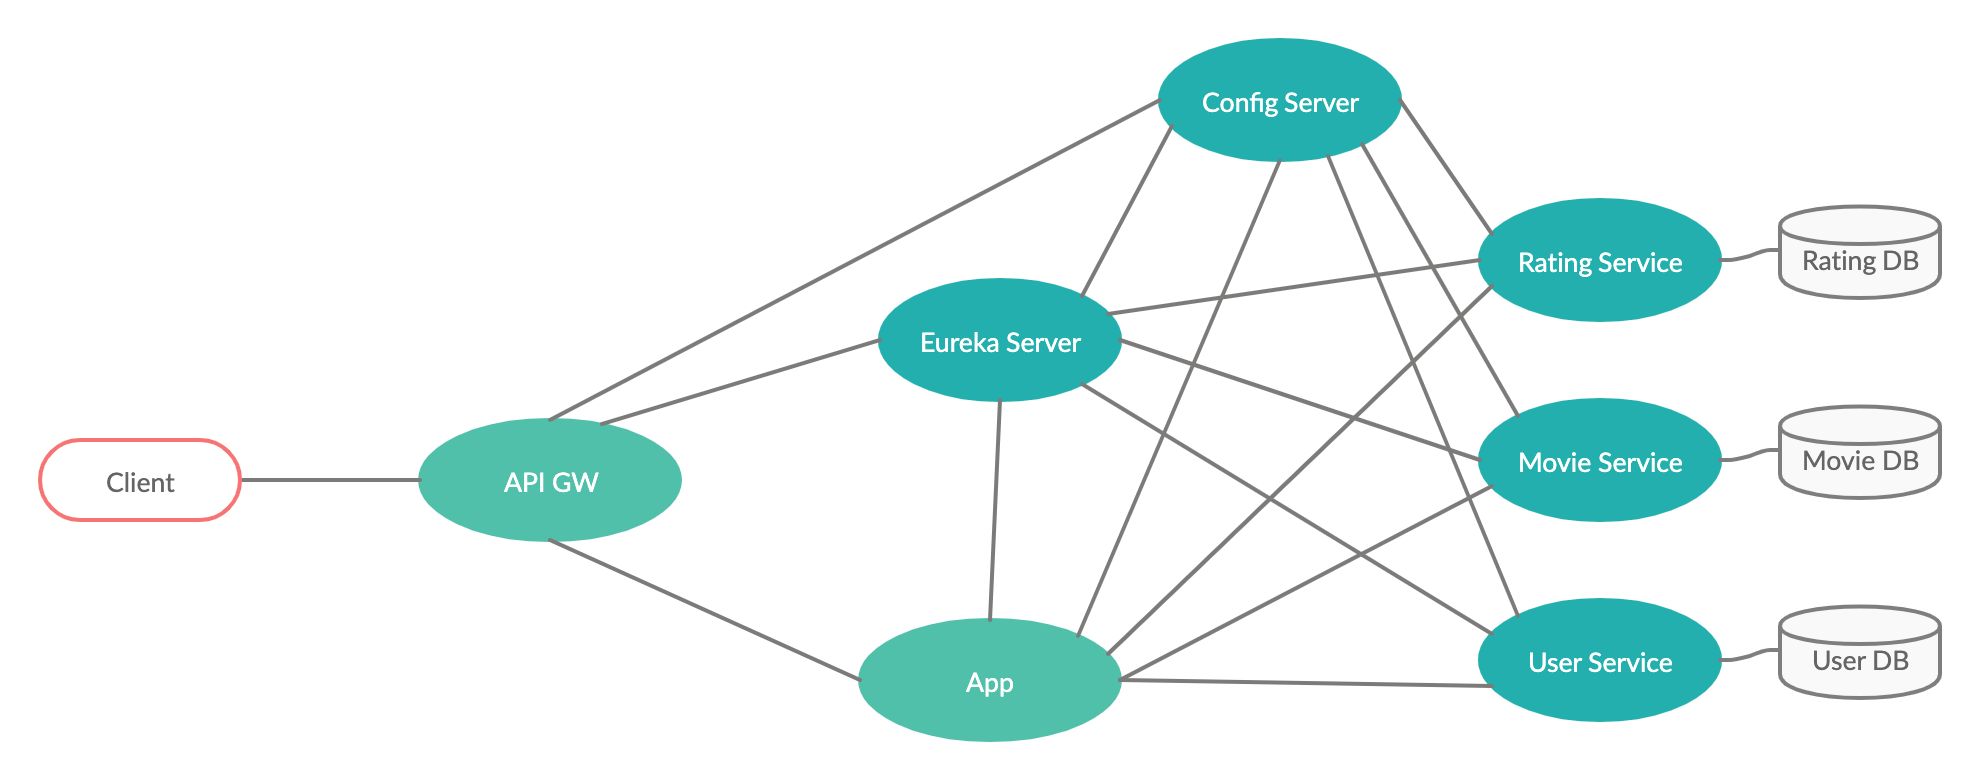 Config Server
Rating Service
Rating DB
Eureka Server
Client
API GW
Movie Service
Movie DB
App
User Service
User DB